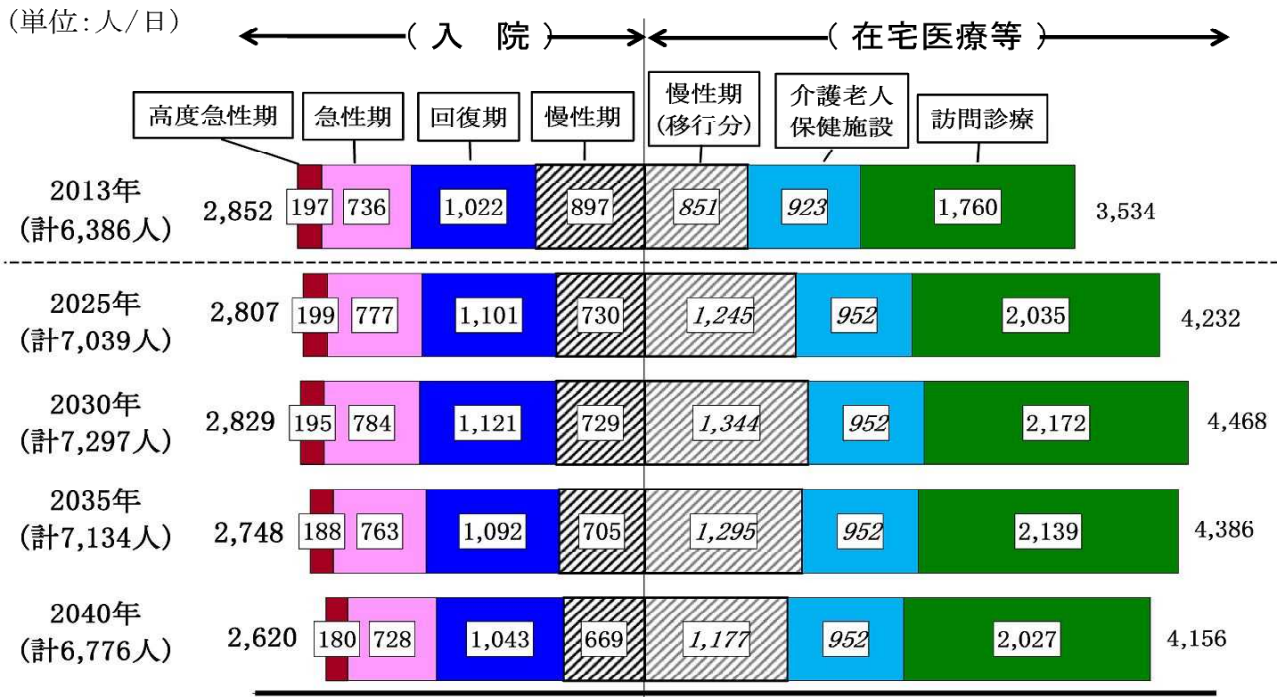 (単位:人/日)
(入 院)
(在宅医療等)
高度急性期
急性期
回復期
慢性期
慢性期
(移行分)
介護老人
保健施設
訪問診療
2013年
(計6,386人)
2,852
197
736
1,022
897
851
923
1,760
3,534
2025年
(計7,039人)
2,807
199
777
1,101
730
1,245
952
2,035
4,232
2030年
(計7,297人)
2,829
195
784
1,121
729
1,344
952
2,172
4,468
2035年
(計7,134人)
2,748
188
763
1,092
705
1,295
952
2,139
4,386
2040年
(計6,776人)
2,620
180
728
1,043
669
1,177
952
2,027
4,156